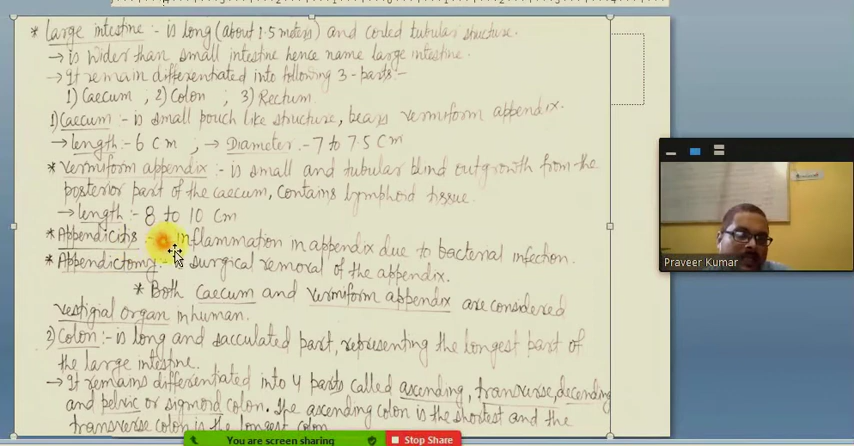 * Large intestine :- is long (about 1.5 meters) and coiled tubular structure.
→ is wider than small intestine hence name large intestine.
→ It remain differentiated into following 3-parts:-
1) Caecum ; 2) Colon ; 3) Rectum
1) Caecum :- is small pouch like structure, bears vermiform appendix.
→ length :- 6 Cm , → Diameter :- 7 to 7.5 Cm
* Vermiform appendix :- is small and tubular blind outgrowth from the
posterior part of the caecum, contains lymphoid tissue.
→ length :- 8 to 10 Cm
* Appendicitis :- inflammation in appendix due to bacterial infection.
* Appendictomy :- surgical removal of the appendix.
* Both Caecum and vermiform appendix are considered
vestigial organ in human.
2) Colon :- is long and sacculated part, representing the longest part of
the large intestine.
→ It remains differentiated into 4 parts called ascending, transverse, decending
and pelvic or sigmoid colon. The ascending colon is the shortest and the
transverse colon is the longest colon
Praveer Kumar
You are screen sharing
Stop Share